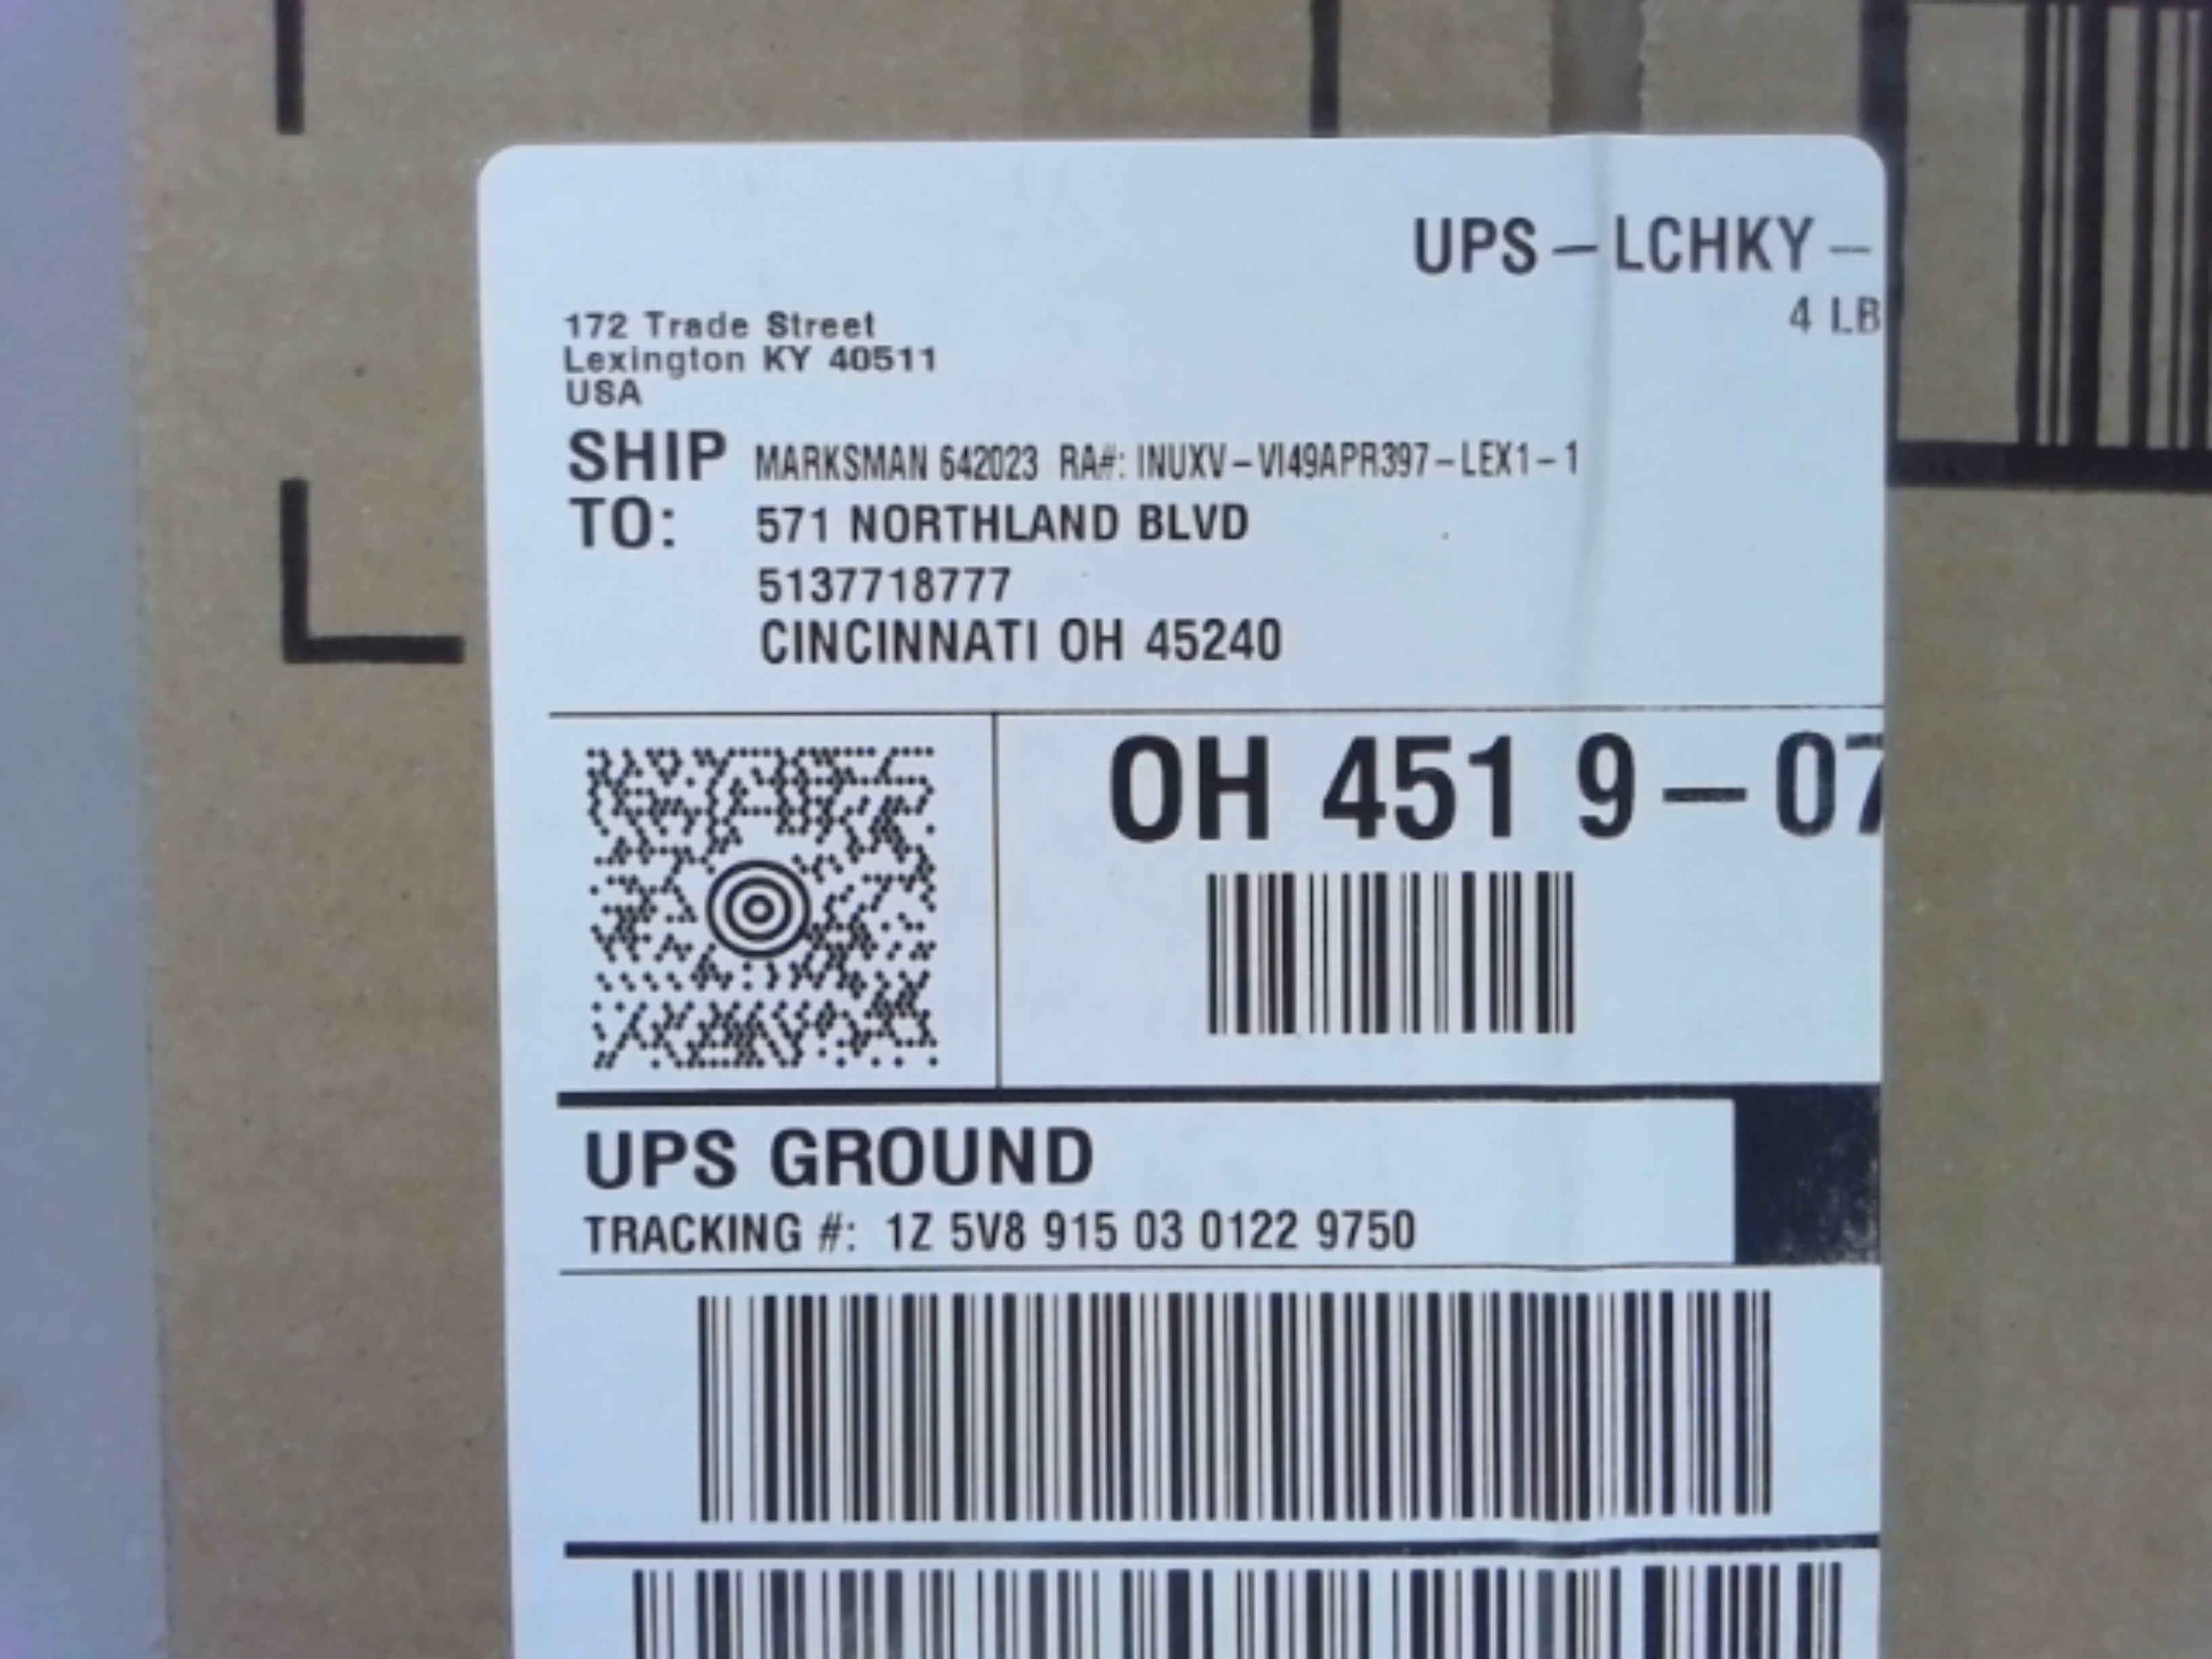 UPS-LCHKY-
4 LB
172 Trade Street
Lexington KY 40511
USA
SHIP TO: MARKSMAN 642023 RA#: INUXV-VI49APR397-LEX1-1
571 NORTHLAND BLVD
5137718777
CINCINNATI OH 45240
OH 451 9-07
UPS GROUND
TRACKING #: 1Z 5V8 915 03 0122 9750